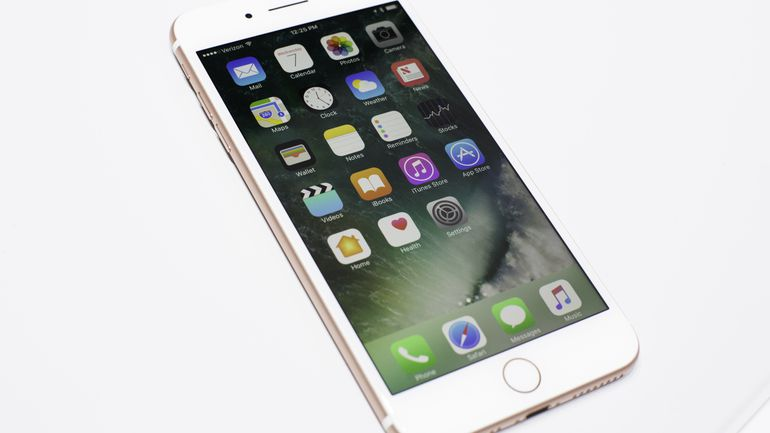 Verizon 12:25 PM
Mail
Wednesday
7
Calendar
Photos
Camera
Maps
Clock
Weather
News
Wallet
Notes
Reminders
Stocks
Videos
iBooks
iTunes Store
App Store
Home
Health
Settings
Phone
Safari
Messages
Music